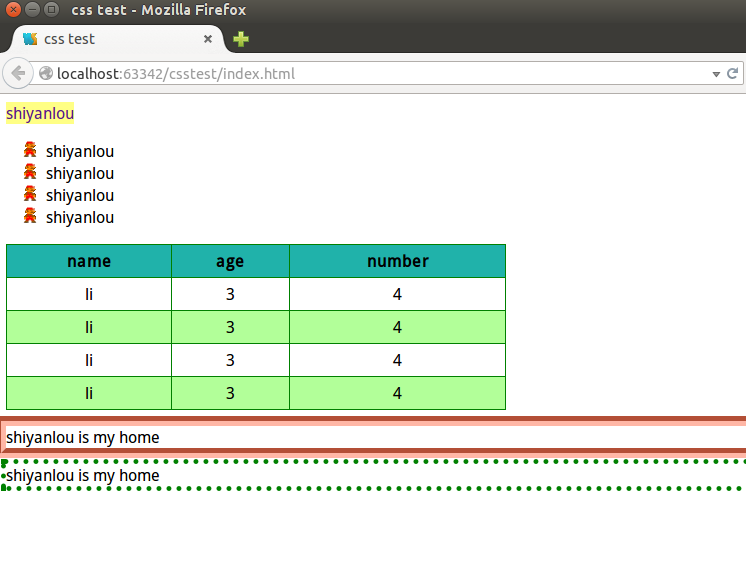 css test - Mozilla Firefox
css test
localhost:63342/csstest/index.html
shiyanlou
shiyanlou
shiyanlou
shiyanlou
shiyanlou
name age number
li 3 4
li 3 4
li 3 4
li 3 4
shiyanlou is my home
shiyanlou is my home